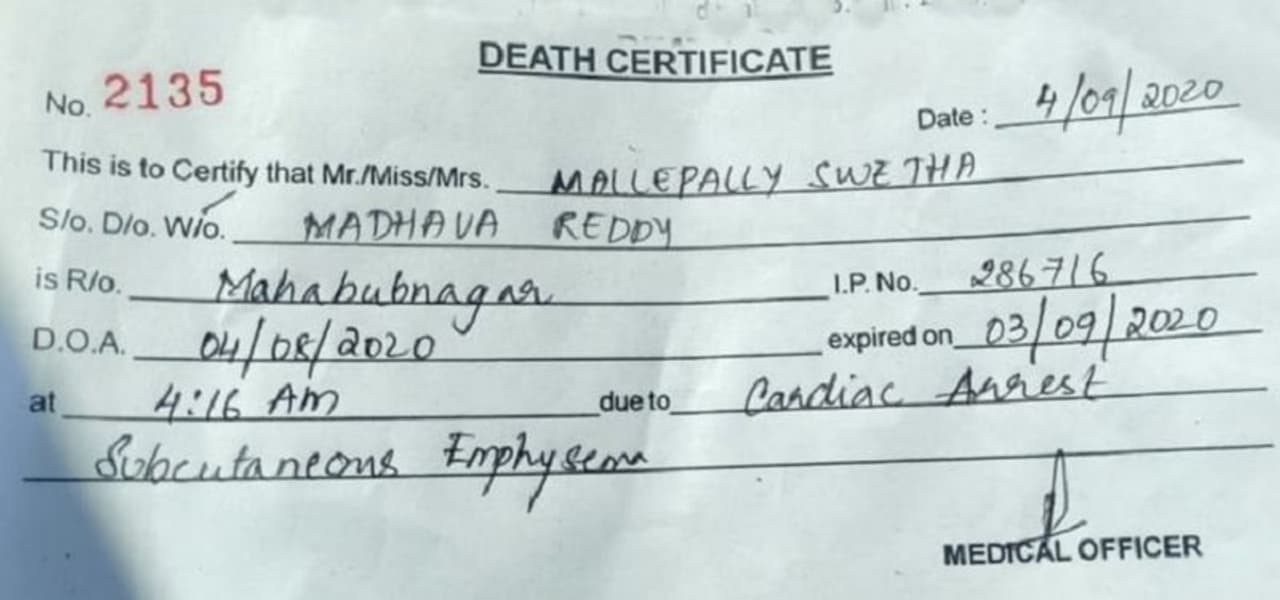 DEATH CERTIFICATE
No. 2135
Date : 4/09/2020
This is to Certify that Mr./Miss/Mrs. MALLEPALLY SWETHA
S/o. D/o. W/o. MADHAVA REDDY
is R/o. Mahabubnagar I.P. No. 286716
D.O.A. 04/08/2020 expired on 03/09/2020
at 4:16 AM due to Cardiac Arrest
Subcutaneous Emphysema
MEDICAL OFFICER